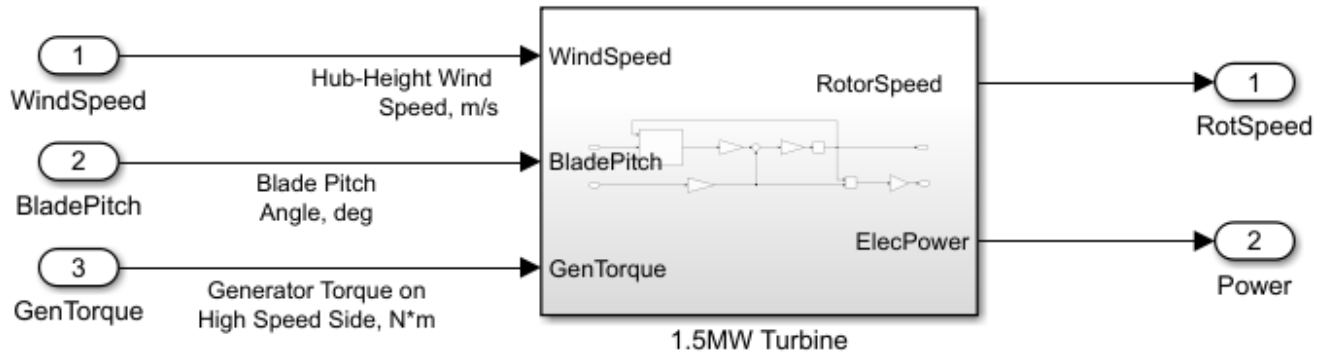 1
WindSpeed
Hub-Height Wind
Speed, m/s
2
BladePitch
Blade Pitch
Angle, deg
3
GenTorque
Generator Torque on
High Speed Side, N*m
WindSpeed
BladePitch
GenTorque
RotorSpeed
ElecPower
1.5MW Turbine
1
RotSpeed
2
Power